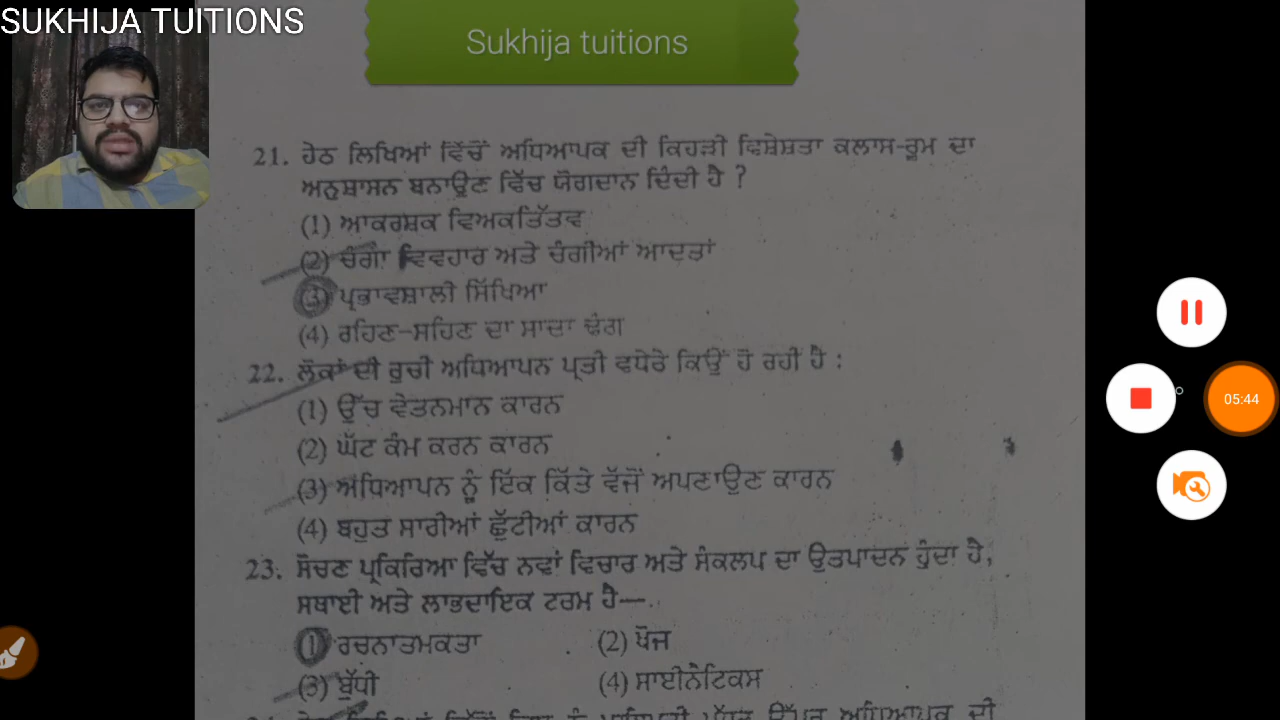 SUKHIJA TUITIONS
Sukhija tuitions
21. ਹੇਠ ਲਿਖਿਆਂ ਵਿੱਚੋਂ ਅਧਿਆਪਕ ਦੀ ਕਿਹੜੀ ਵਿਸ਼ੇਸ਼ਤਾ ਕਲਾਸ-ਰੂਮ ਦਾ
ਅਨੁਸ਼ਾਸਨ ਬਨਾਉਣ ਵਿੱਚ ਯੋਗਦਾਨ ਦਿੰਦੀ ਹੈ ?
(1) ਆਕਰਸ਼ਕ ਵਿਅਕਤਿੱਤਵ
(2) ਚੰਗਾ ਵਿਵਹਾਰ ਅਤੇ ਚੰਗੀਆਂ ਆਦਤਾਂ
(3) ਪ੍ਰਭਾਵਸ਼ਾਲੀ ਸਿੱਖਿਆ
(4) ਰਹਿਣ-ਸਹਿਣ ਦਾ ਸਾਦਾ ਢੰਗ
22. ਲੋਕਾਂ ਦੀ ਰੁਚੀ ਅਧਿਆਪਨ ਪ੍ਰਤੀ ਵਧੇਰੇ ਕਿਉਂ ਹੋ ਰਹੀ ਹੈ :
(1) ਉੱਚ ਵੇਤਨਮਾਨ ਕਾਰਨ
(2) ਘੱਟ ਕੰਮ ਕਰਨ ਕਾਰਨ
(3) ਅਧਿਆਪਨ ਨੂੰ ਇੱਕ ਕਿੱਤੇ ਵੱਜੋਂ ਅਪਣਾਉਣ ਕਾਰਨ
(4) ਬਹੁਤ ਸਾਰੀਆਂ ਛੁੱਟੀਆਂ ਕਾਰਨ
23. ਸੋਚਣ ਪ੍ਰਕਿਰਿਆ ਵਿੱਚ ਨਵਾਂ ਵਿਚਾਰ ਅਤੇ ਸੰਕਲਪ ਦਾ ਉਤਪਾਦਨ ਹੁੰਦਾ ਹੈ,
ਸਥਾਈ ਅਤੇ ਲਾਭਦਾਇਕ ਟਰਮ ਹੈ—
(1) ਰਚਨਾਤਮਕਤਾ (2) ਖੋਜ
(3) ਬੁੱਧੀ (4) ਸਾਈਨੈਟਿਕਸ
05:44